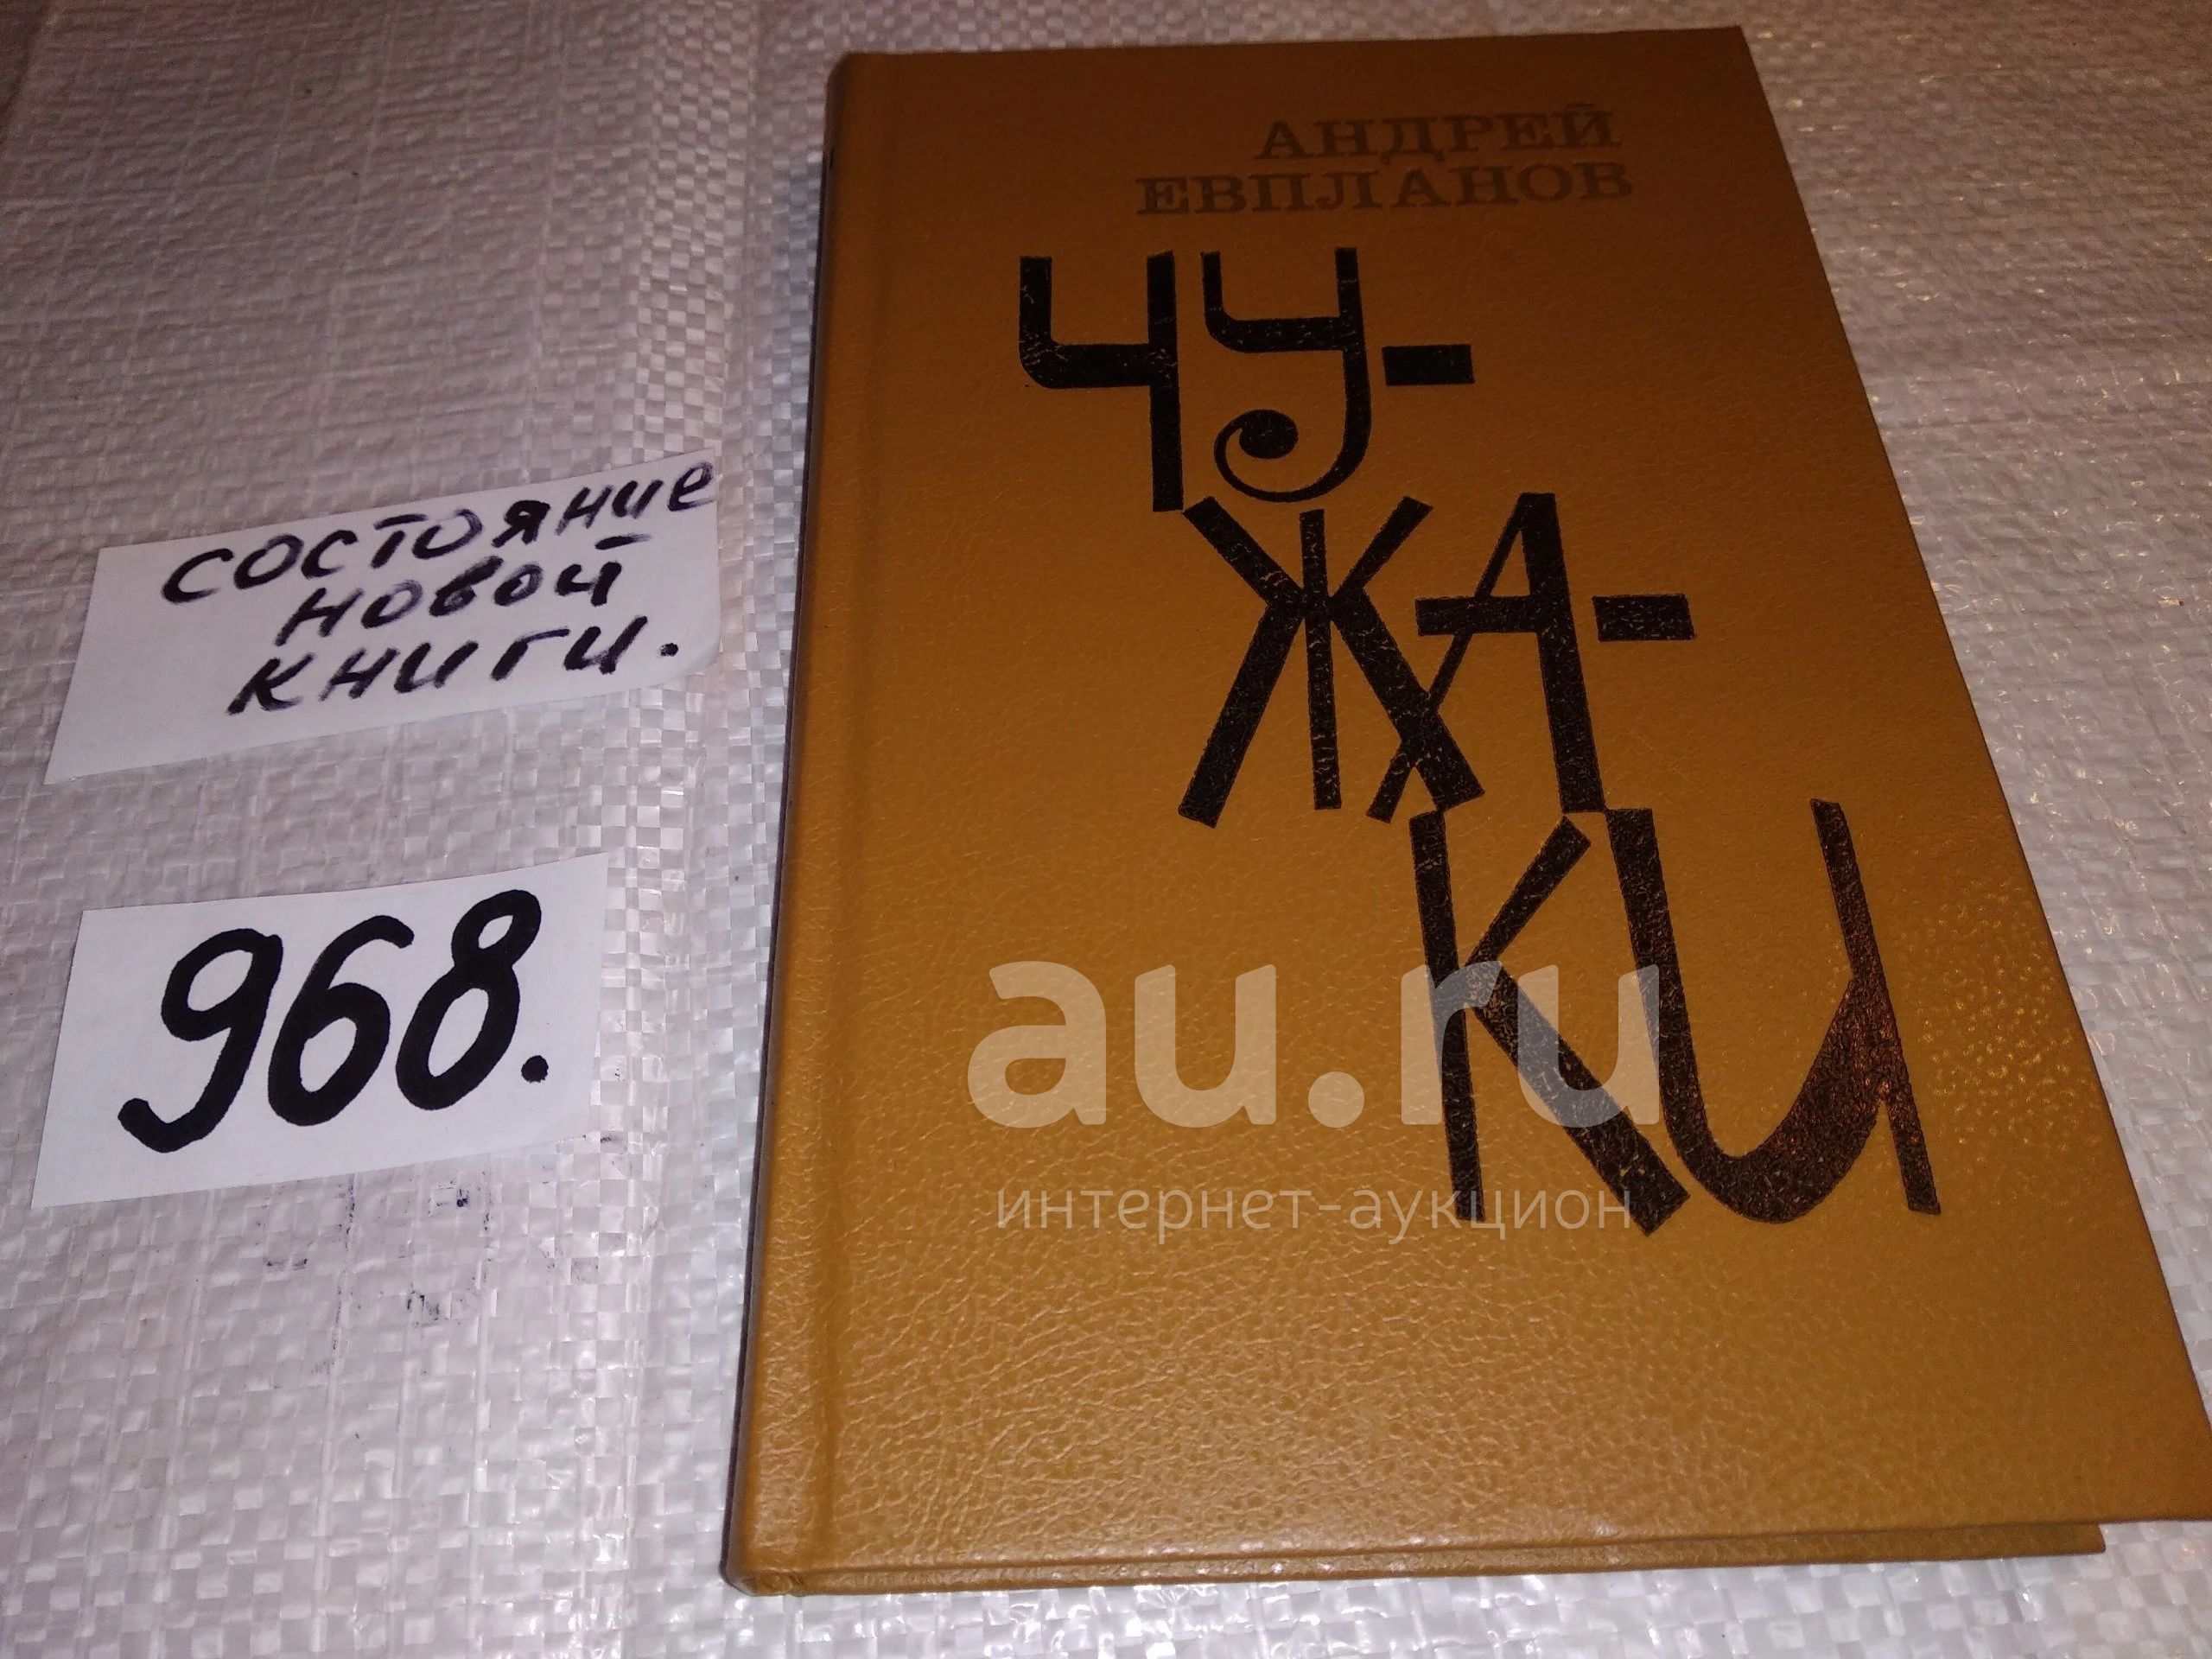 АНДРЕЙ
ЕВПЛАНОВ
ЧУ-
ЖА-
КИ
состояние
новой
книги.
968.
au.ru
интернет-аукцион